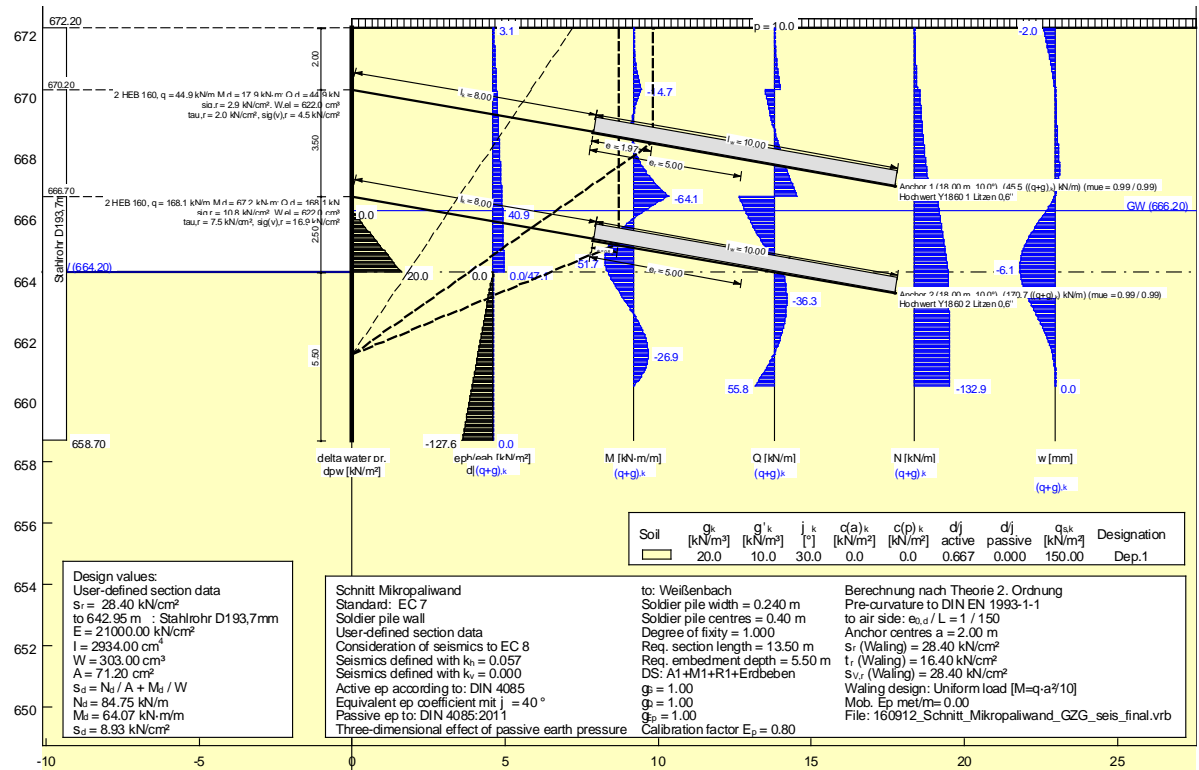 672.20
672
p = 10.0
3.1
-2.0
2.00
670.20
670
2 HEB 160, q = 44.9 kN/m M,d = 17.9 kN·m; Q,d = 44.9 kN
sig,r = 2.9 kN/cm², W,el = 622.0 cm³
tau,r = 2.0 kN/cm², sig(v),r = 4.5 kN/cm²
lk = 8.00
-14.7
lw = 10.00
3.50
668
e = 1.97
er = 5.00
Anchor 1 (18.00 m, 10.0°), (45.5 ((q+g),k) kN/m) (mue = 0.99 / 0.99)
Hochwert Y1860 1 Litzen 0,6"
666.70
2 HEB 160, q = 168.1 kN/m M,d = 67.2 kN·m; Q,d = 168.1 kN
sig,r = 10.8 kN/cm², W,el = 622.0 cm³
tau,r = 7.5 kN/cm², sig(v),r = 16.9 kN/cm²
lk = 8.00
-64.1
GW (666.20)
Stahlrohr D193,7mm
0.0
40.9
666
2.50
lw = 10.00
(664.20)
20.0
0.0
0.0/47.1
51.7
er = 5.00
-6.1
664
-36.3
Anchor 2 (18.00 m, 10.0°), (170.7 ((q+g),k) kN/m) (mue = 0.99 / 0.99)
Hochwert Y1860 2 Litzen 0,6"
662
5.50
-26.9
660
55.8
-132.9
0.0
658.70
-127.6
0.0
658
delta water pr. dpw [kN/m²]
eph/eah [kN/m²] d|(q+g),k
M [kN·m/m] (q+g),k
Q [kN/m] (q+g),k
N [kN/m] (q+g),k
w [mm] (q+g),k
656
654
652
650
Soil gk [kN/m³] g'k [kN/m³] jk [°] c(a)k [kN/m²] c(p)k [kN/m²] d/j active d/j passive qs,k [kN/m²] Designation
20.0 10.0 30.0 0.0 0.0 0.667 0.000 150.00 Dep.1
Design values:
User-defined section data
sr = 28.40 kN/cm²
to 642.95 m : Stahlrohr D193,7mm
E = 21000.00 kN/cm²
I = 2934.00 cm⁴
W = 303.00 cm³
A = 71.20 cm²
sd = Nd / A + Md / W
Nd = 84.75 kN/m
Md = 64.07 kN·m/m
sd = 8.93 kN/cm²
Schnitt Mikropaliwand
Standard: EC 7
Soldier pile wall
User-defined section data
Consideration of seismics to EC 8
Seismics defined with kh = 0.057
Seismics defined with kv = 0.000
Active ep according to: DIN 4085
Equivalent ep coefficient mit j = 40 °
Passive ep to: DIN 4085:2011
Three-dimensional effect of passive earth pressure
to: Weißenbach
Soldier pile width = 0.240 m
Soldier pile centres = 0.40 m
Degree of fixity = 1.000
Req. section length = 13.50 m
Req. embedment depth = 5.50 m
DS: A1+M1+R1+Erdbeben
gG = 1.00
gQ = 1.00
gEp = 1.00
Calibration factor Ep = 0.80
Berechnung nach Theorie 2. Ordnung
Pre-curvature to DIN EN 1993-1-1
to air side: e0,d / L = 1 / 150
Anchor centres a = 2.00 m
sr (Waling) = 28.40 kN/cm²
tr (Waling) = 16.40 kN/cm²
sV,r (Waling) = 28.40 kN/cm²
Waling design: Uniform load [M=q·a²/10]
Mob. Ep met/m= 0.00
File: 160912_Schnitt_Mikropaliwand_GZG_seis_final.vrb
-10 -5 0 5 10 15 20 25